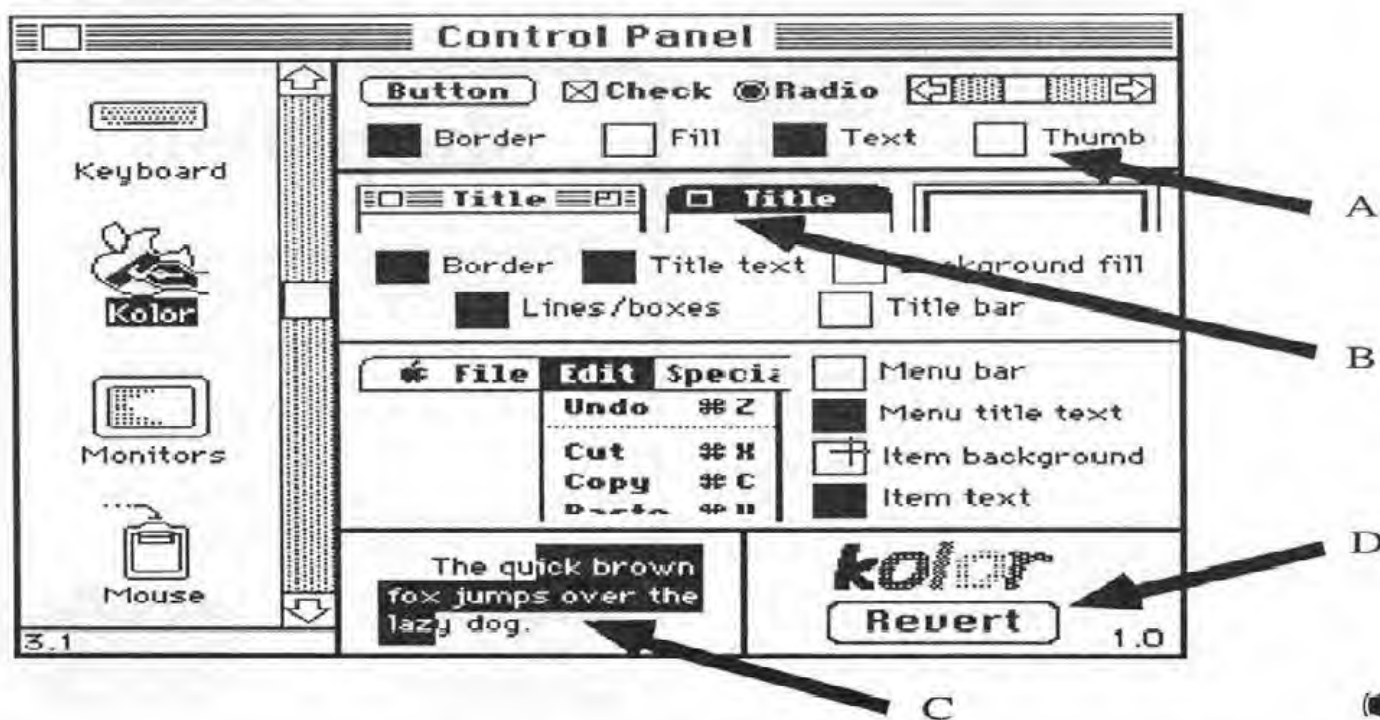 Control Panel
Button Check Radio
Border Fill Text Thumb
Keyboard
A
Title Title
Border Title text Background fill
Lines/boxes Title bar
Kolor
B
File Edit Specia
Menu bar
Undo ⌘Z
Menu title text
Cut ⌘X
Item background
Copy ⌘C
Item text
Paste ⌘V
Monitors
The quick brown
fox jumps over the
lazy dog.
kolor
Revert
D
Mouse
3.1
1.0
C